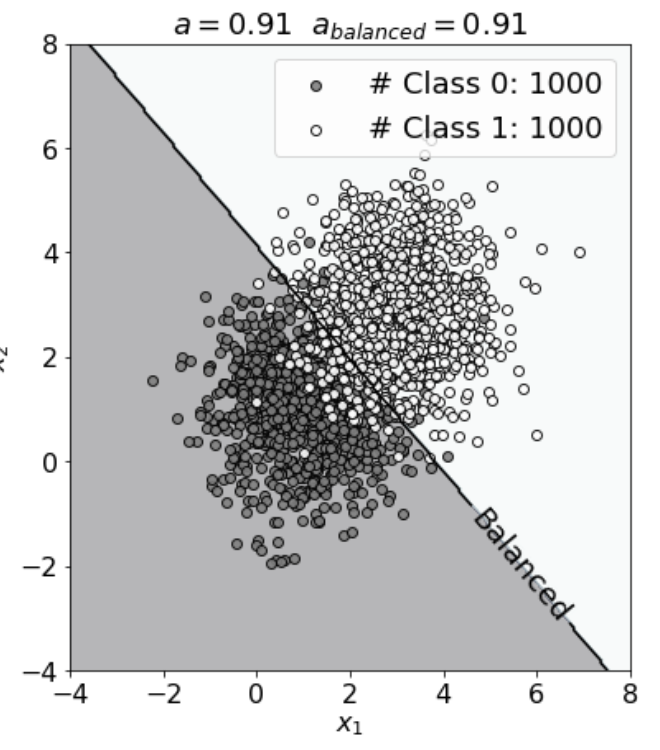 a = 0.91 a_balanced = 0.91
8
# Class 0: 1000
# Class 1: 1000
6
4
2
x2
0
Balanced
−2
−4
−4 −2 0 2 4 6 8
x₁